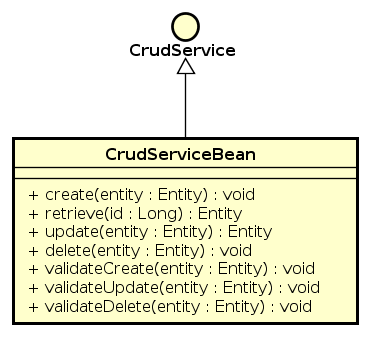 CrudService
CrudServiceBean
+ create(entity : Entity) : void
+ retrieve(id : Long) : Entity
+ update(entity : Entity) : Entity
+ delete(entity : Entity) : void
+ validateCreate(entity : Entity) : void
+ validateUpdate(entity : Entity) : void
+ validateDelete(entity : Entity) : void